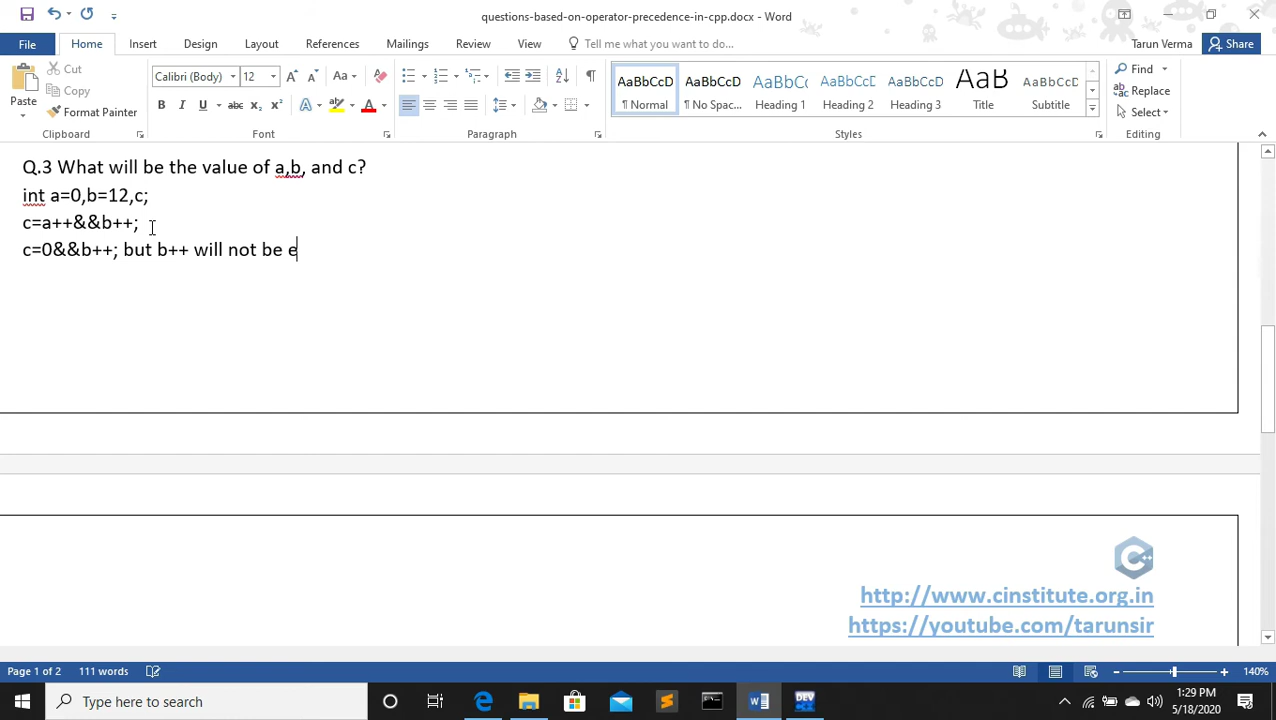 questions-based-on-operator-precedence-in-cpp.docx - Word
File Home Insert Design Layout References Mailings Review View Tell me what you want to do... Tarun Verma Share
Paste
Cut
Copy
Format Painter
Clipboard
Calibri (Body) 12
Font
Paragraph
AaBbCcD AaBbCcD AaBbCc AaBbCcD AaBbCcD AaB AaBbCcD
¶ Normal ¶ No Spac... Heading Heading 2 Heading 3 Title Subtitle
Styles
Find
Replace
Select
Editing
Q.3 What will be the value of a,b, and c?
int a=0,b=12,c;
c=a++&&b++;
c=0&&b++; but b++ will not be e
http://www.cinstitute.org.in
https://youtube.com/tarunsir
Page 1 of 2 111 words 140%
Type here to search
DEV
1:29 PM
5/18/2020